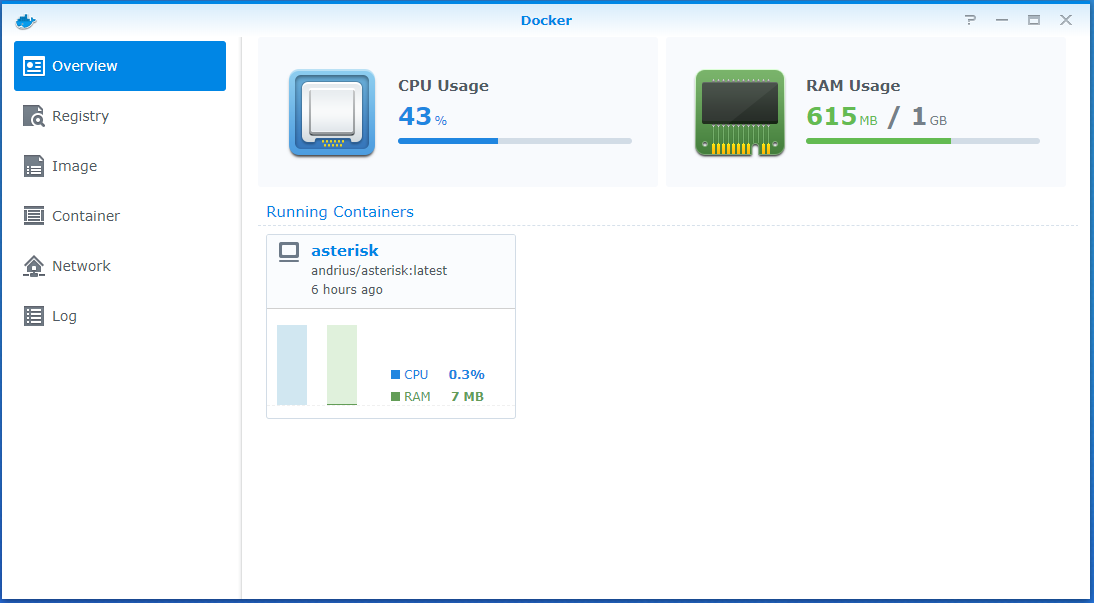 Docker
Overview
Registry
Image
Container
Network
Log
CPU Usage
43 %
RAM Usage
615 MB / 1 GB
Running Containers
asterisk
andrius/asterisk:latest
6 hours ago
CPU 0.3%
RAM 7 MB